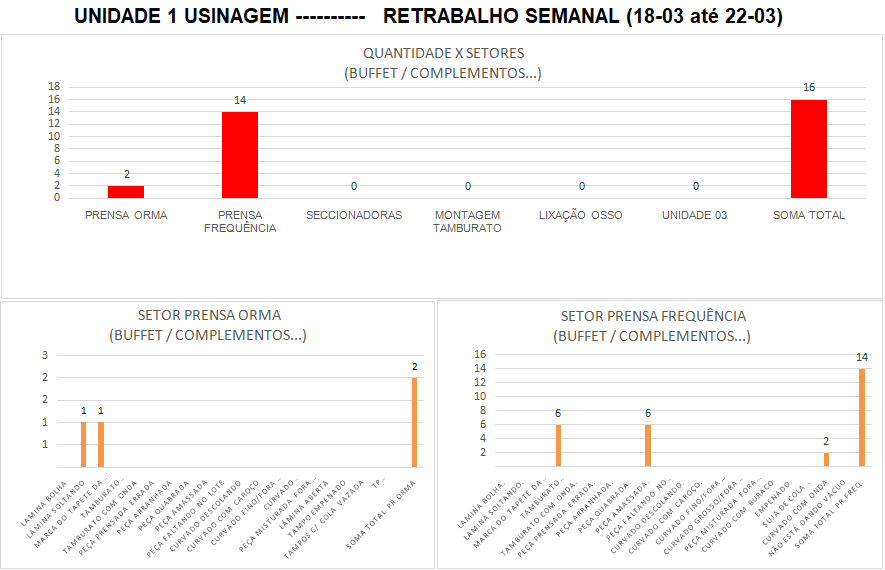 UNIDADE 1 USINAGEM ---------- RETRABALHO SEMANAL (18-03 até 22-03)
QUANTIDADE X SETORES
(BUFFET / COMPLEMENTOS...)
18
16
14
12
10
8
6
4
2
0
2
14
0
0
0
0
16
PRENSA ORMA
PRENSA
FREQUÊNCIA
SECCIONADORAS
MONTAGEM
TAMBURATO
LIXAÇÃO OSSO
UNIDADE 03
SOMA TOTAL
SETOR PRENSA ORMA
(BUFFET / COMPLEMENTOS...)
3
2
2
1
1
1
1
2
LAMINA BOLHA
LAMINA SOLTANDO
MARCA DO TAPETE DA...
TAMBURATO...
TAMBURATO COM ONDA
PEÇA PRENSADA ERRADA
PEÇA ARRANHADA
PEÇA QUABRADA
PEÇA AMASSADA
PEÇA FALTANDO NO LOTE
CURVADO DESCOLANDO
CURVADO COM CAROÇO
CURVADO FINO/FORA...
CURVADO...
PEÇA MISTURADA FORA...
LÂMINA ABERTA
TAMPO EMPENADO
TAMPOS C/ COLA VAZADA
TP...
SOMA TOTAL PR.ORMA
SETOR PRENSA FREQUÊNCIA
(BUFFET / COMPLEMENTOS...)
16
14
12
10
8
6
4
2
6
6
2
14
LAMINA BOLHA.
LAMINA SOLTANDO.
MARCA DO TAPETE DA...
TAMBURATO...
TAMBURATO COM ONDA.
PEÇA PRENSADA ERRADA.
PEÇA ARRANHADA.
PEÇA QUABRADA.
PEÇA AMASSADA.
PEÇA FALTANDO NO...
CURVADO DESCOLANDO.
CURVADO COM CAROÇO.
CURVADO FINO/FORA...
CURVADO GROSSO/FORA...
PEÇA MISTURADA FORA...
CURVADO COM BURACO
EMPENADO.
SUJA DE COLA
CURVADO COM ONDA
NÃO ESTÁ DANDO VÁCUO
SOMA TOTAL PR.FREQ.